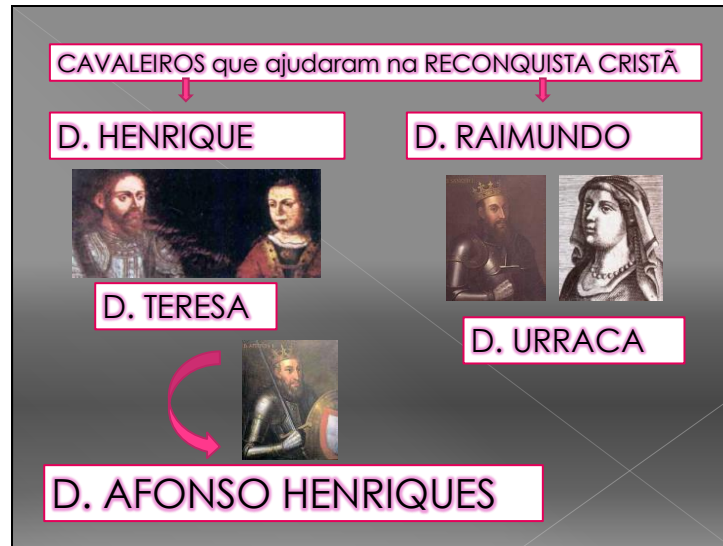 CAVALEIROS que ajudaram na RECONQUISTA CRISTÃ
D. HENRIQUE
D. RAIMUNDO
D. TERESA
D. URRACA
D. AFONSO HENRIQUES